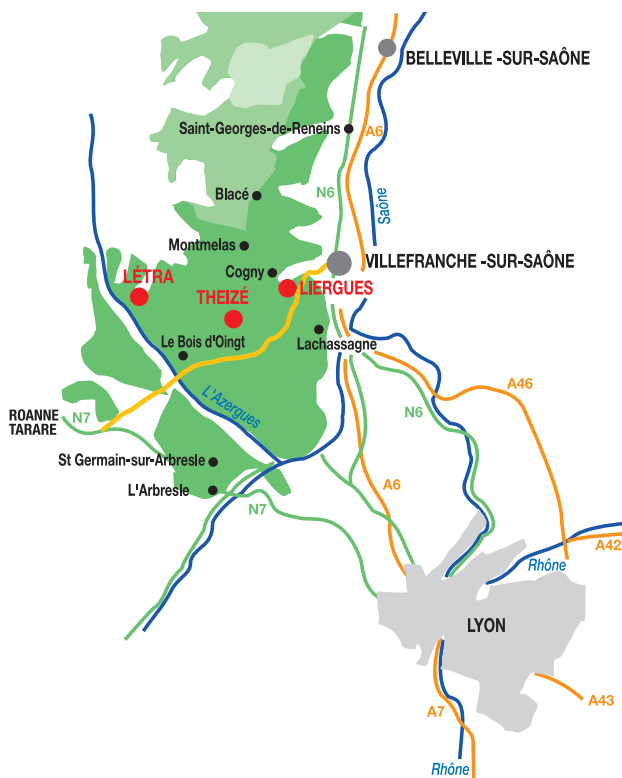 BELLEVILLE -SUR-SAÔNE
Saint-Georges-de-Reneins
A6
N6
Blacé
Saône
Montmelas
VILLEFRANCHE -SUR-SAÔNE
LÉTRA
Cogny
LIERGUES
THEIZÉ
Le Bois d'Oingt
Lachassagne
A46
L'Azergues
N6
ROANNE
TARARE
N7
St Germain-sur-Arbresle
A6
L'Arbresle
N7
A42
Rhône
LYON
A43
A7
Rhône